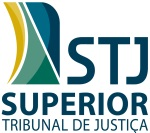 STJ
SUPERIOR
TRIBUNAL DE JUSTIÇA